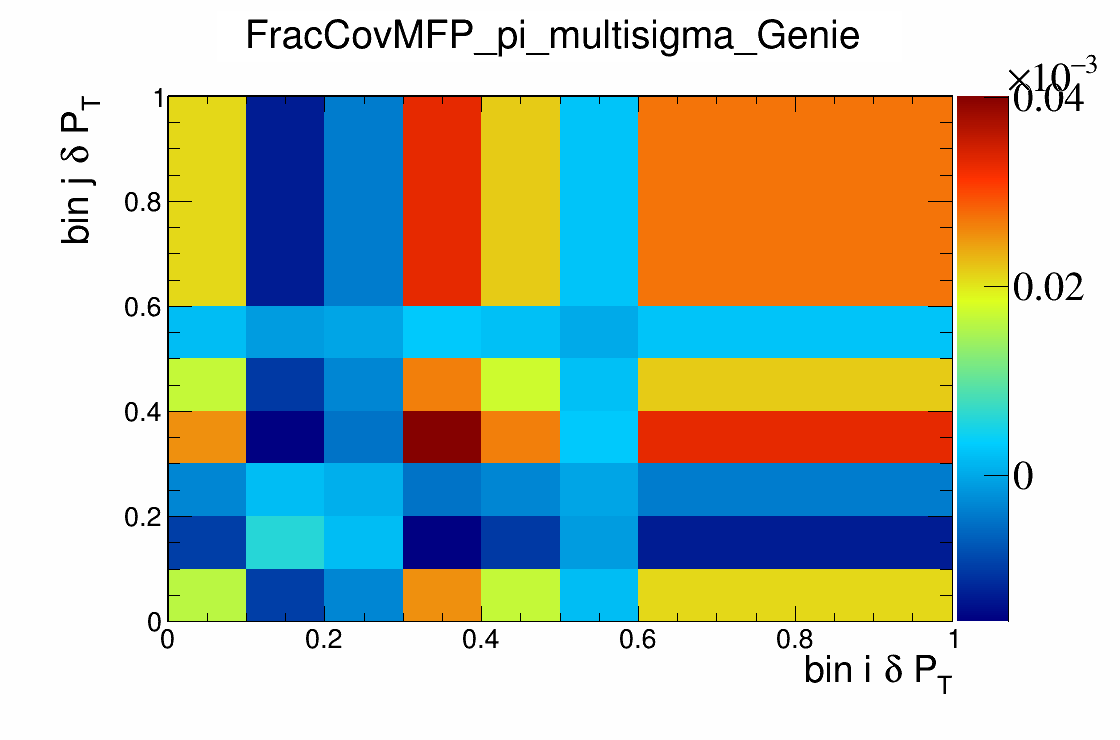 FracCovMFP_pi_multisigma_Genie
×10⁻³
bin j δ P_T
1
0.8
0.6
0.4
0.2
0
0 0.2 0.4 0.6 0.8 1
bin i δ P_T
0.04
0.02
0